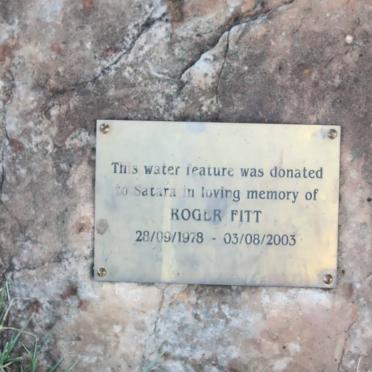 This water feature was donated
to Satara in loving memory of
ROGER FITT
28/09/1978 - 03/08/2003